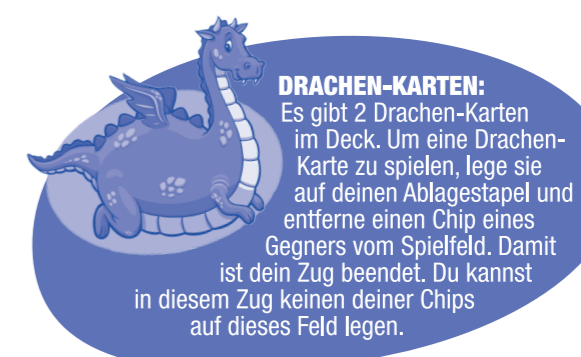 DRACHEN-KARTEN:
Es gibt 2 Drachen-Karten
im Deck. Um eine Drachen-
Karte zu spielen, lege sie
auf deinen Ablagestapel und
entferne einen Chip eines
Gegners vom Spielfeld. Damit
ist dein Zug beendet. Du kannst
in diesem Zug keinen deiner Chips
auf dieses Feld legen.